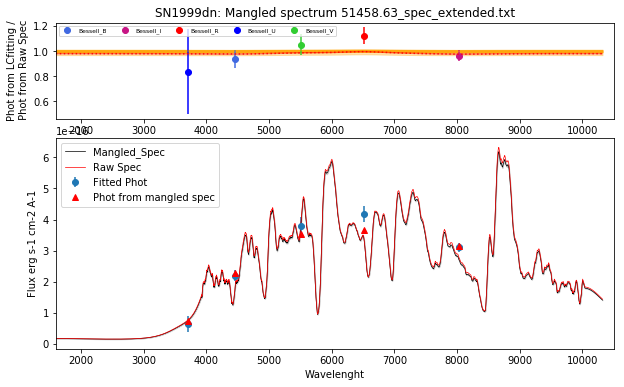 SN1999dn: Mangled spectrum 51458.63_spec_extended.txt
Phot from LCfitting /
Phot from Raw Spec
1.2
1.0
0.8
0.6
Bessell_B
Bessell_I
Bessell_R
Bessell_U
Bessell_V
2000 3000 4000 5000 6000 7000 8000 9000 10000
Flux erg s-1 cm-2 A-1
6
5
4
3
2
1
0
Mangled_Spec
Raw Spec
Fitted Phot
Phot from mangled spec
2000 3000 4000 5000 6000 7000 8000 9000 10000
Wavelenght